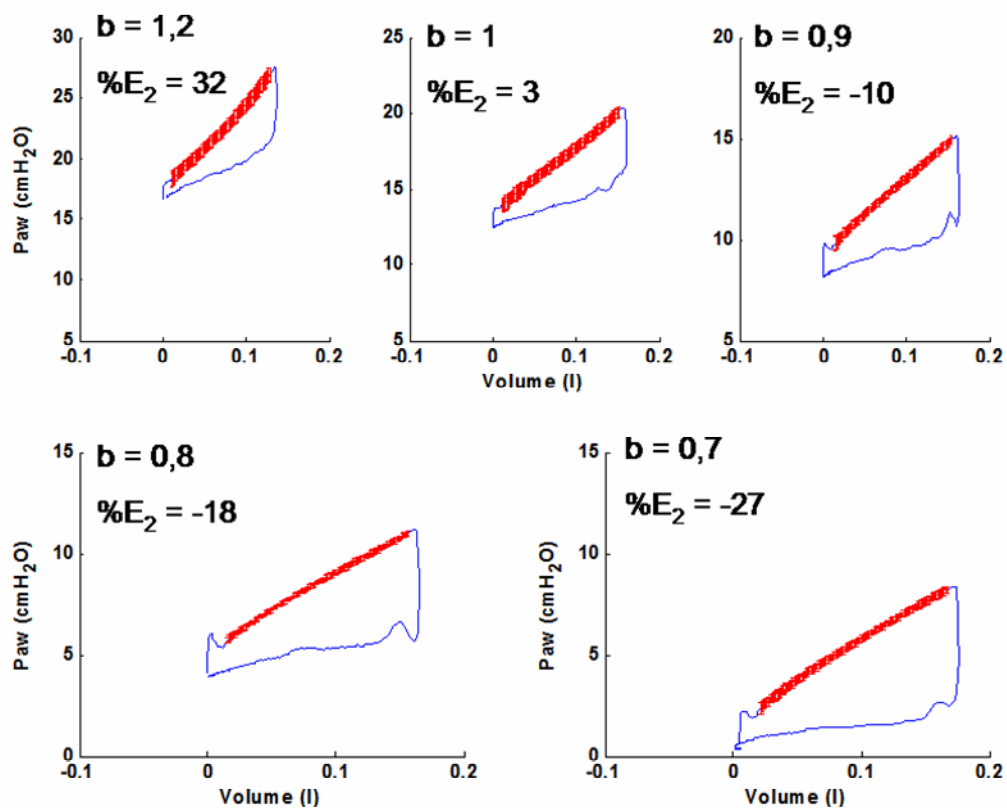 b = 1,2
%E₂ = 32
30
25
20
15
10
5
-0.1
0
0.1
0.2
Paw (cmH₂O)
b = 1
%E₂ = 3
25
20
15
10
5
-0.1
0
0.1
0.2
Volume (l)
b = 0,9
%E₂ = -10
20
15
10
5
-0.1
0
0.1
0.2
b = 0,8
%E₂ = -18
15
10
5
0
-0.1
0
0.1
0.2
Paw (cmH₂O)
Volume (l)
b = 0,7
%E₂ = -27
15
10
5
0
-0.1
0
0.1
0.2
Paw (cmH₂O)
Volume (l)